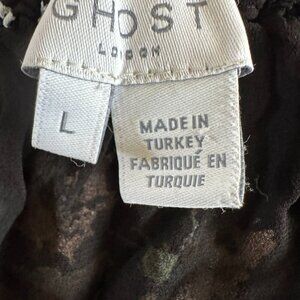 GHOST
LONDON
L
MADE IN
TURKEY
FABRIQUÉ EN
TURQUIE